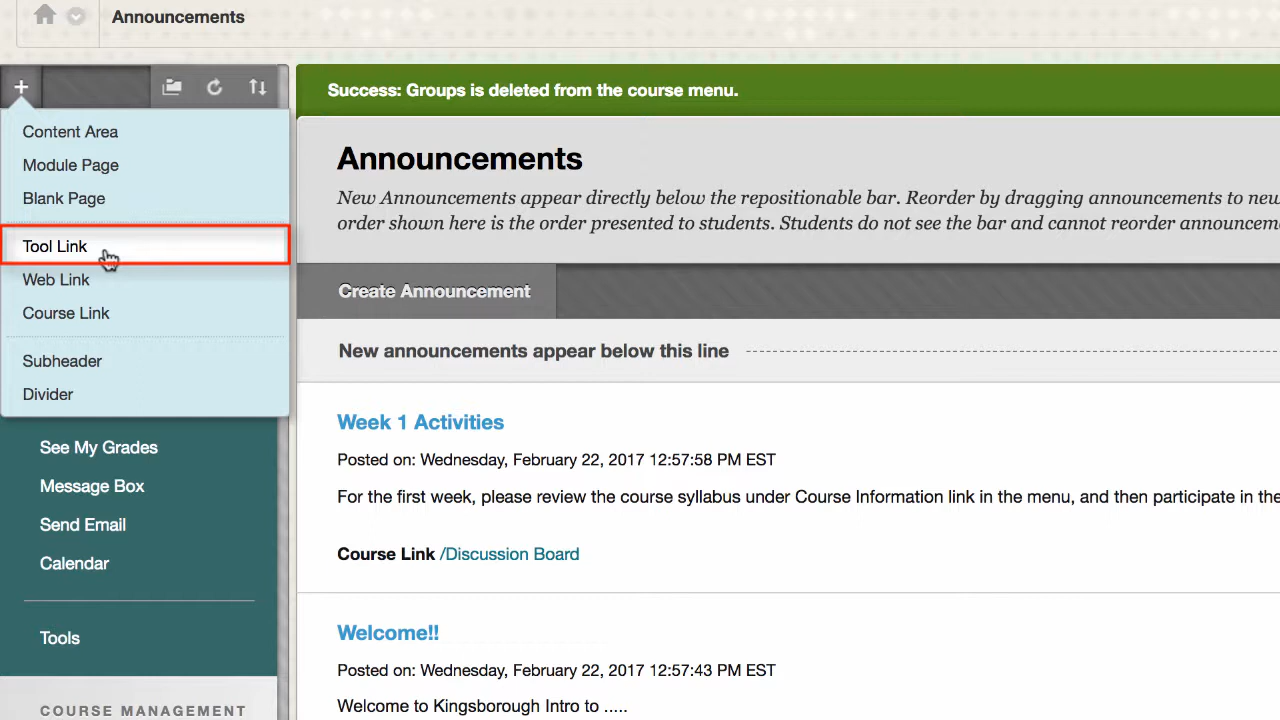 Announcements
+
Success: Groups is deleted from the course menu.
Content Area
Module Page
Blank Page
Tool Link
Web Link
Course Link
Subheader
Divider
See My Grades
Message Box
Send Email
Calendar
Tools
COURSE MANAGEMENT
Announcements
New Announcements appear directly below the repositionable bar. Reorder by dragging announcements to new
order shown here is the order presented to students. Students do not see the bar and cannot reorder announcem
Create Announcement
New announcements appear below this line
Week 1 Activities
Posted on: Wednesday, February 22, 2017 12:57:58 PM EST
For the first week, please review the course syllabus under Course Information link in the menu, and then participate in the
Course Link /Discussion Board
Welcome!!
Posted on: Wednesday, February 22, 2017 12:57:43 PM EST
Welcome to Kingsborough Intro to .....